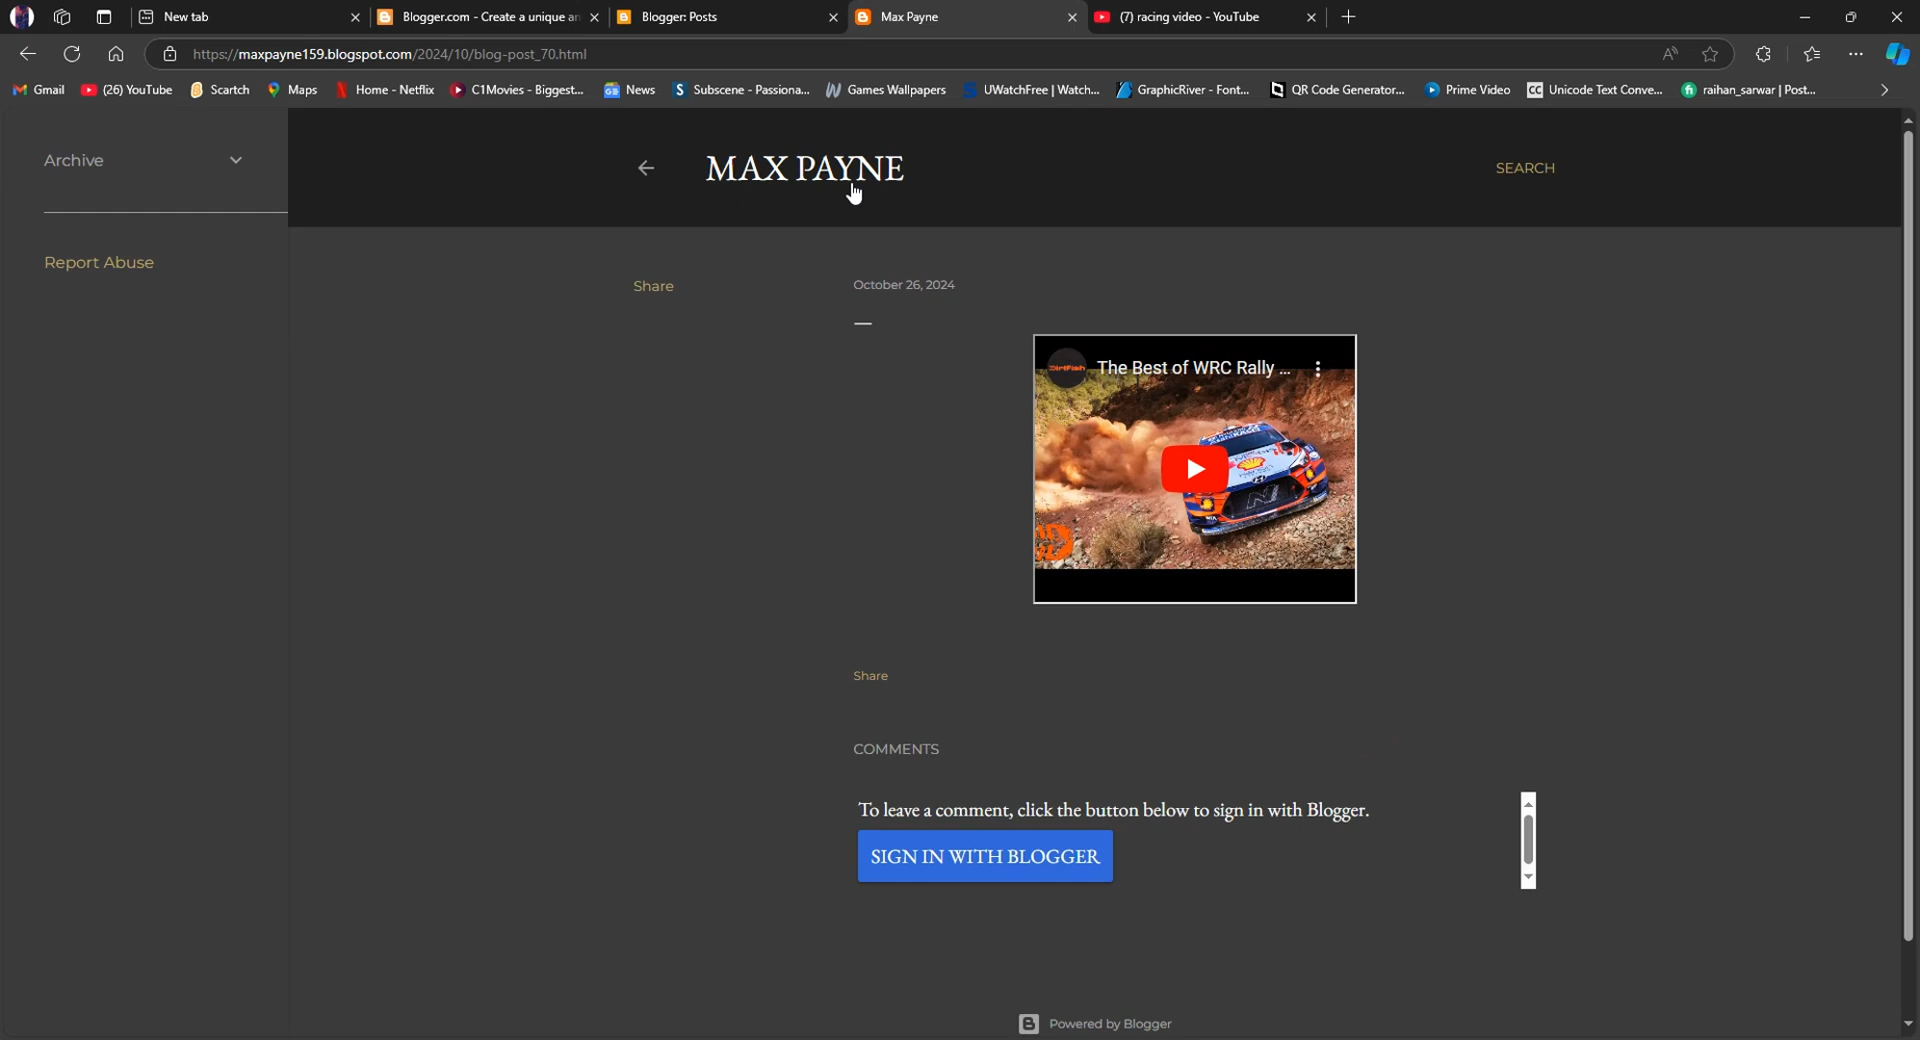 New tab
Blogger.com - Create a unique an
Blogger: Posts
Max Payne
(7) racing video - YouTube
https://maxpayne159.blogspot.com/2024/10/blog-post_70.html
Gmail
(26) YouTube
Scartch
Maps
Home - Netflix
C1Movies - Biggest...
News
Subscene - Passiona...
Games Wallpapers
UWatchFree | Watch...
GraphicRiver - Font...
QR Code Generator...
Prime Video
Unicode Text Conve...
raihan_sarwar | Post...
Archive
MAX PAYNE
SEARCH
Report Abuse
Share
October 26, 2024
DirtFish
The Best of WRC Rally ...
Share
COMMENTS
To leave a comment, click the button below to sign in with Blogger.
SIGN IN WITH BLOGGER
Powered by Blogger